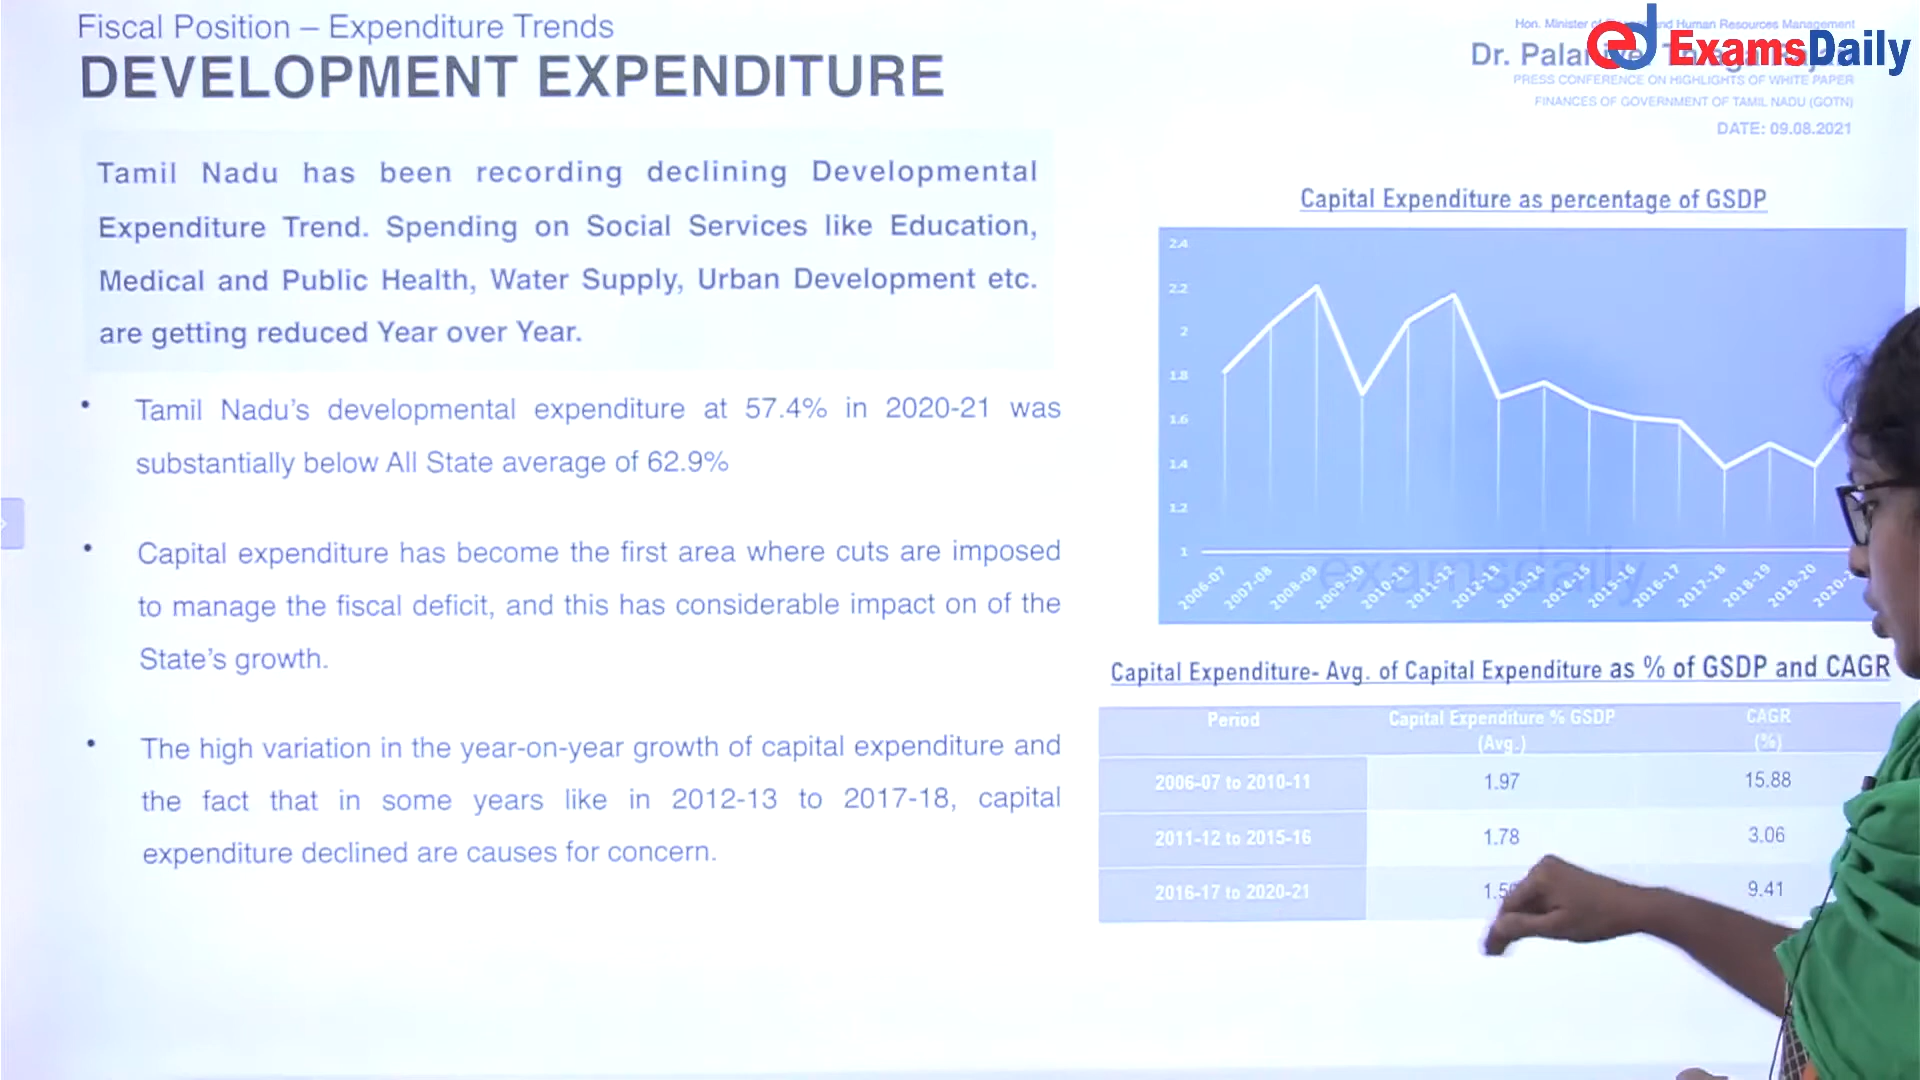 Fiscal Position – Expenditure Trends
DEVELOPMENT EXPENDITURE
Hon. Minister of and Human Resources Management
Dr.
ExamsDaily
PRESS CONFERENCE ON HIGHLIGHTS OF WHITE PAPER
FINANCES OF GOVERNMENT OF TAMIL NADU (GOTN)
DATE: 09.08.2021
Tamil Nadu has been recording declining Developmental
Expenditure Trend. Spending on Social Services like Education,
Medical and Public Health, Water Supply, Urban Development etc.
are getting reduced Year over Year.
• Tamil Nadu’s developmental expenditure at 57.4% in 2020-21 was
substantially below All State average of 62.9%
• Capital expenditure has become the first area where cuts are imposed
to manage the fiscal deficit, and this has considerable impact on of the
State’s growth.
• The high variation in the year-on-year growth of capital expenditure and
the fact that in some years like in 2012-13 to 2017-18, capital
expenditure declined are causes for concern.
Capital Expenditure as percentage of GSDP
2.4
2.2
2
1.8
1.6
1.4
1.2
1
2006-07 2007-08 2008-09 2009-10 2010-11 2011-12 2012-13 2013-14 2014-15 2015-16 2016-17 2017-18 2018-19 2019-20
examsdaily
Capital Expenditure- Avg. of Capital Expenditure as % of GSDP and CAGR
Period Capital Expenditure % GSDP CAGR
(Avg.) (%)
2006-07 to 2010-11 1.97 15.88
2011-12 to 2015-16 1.78 3.06
2016-17 to 2020-21 9.41